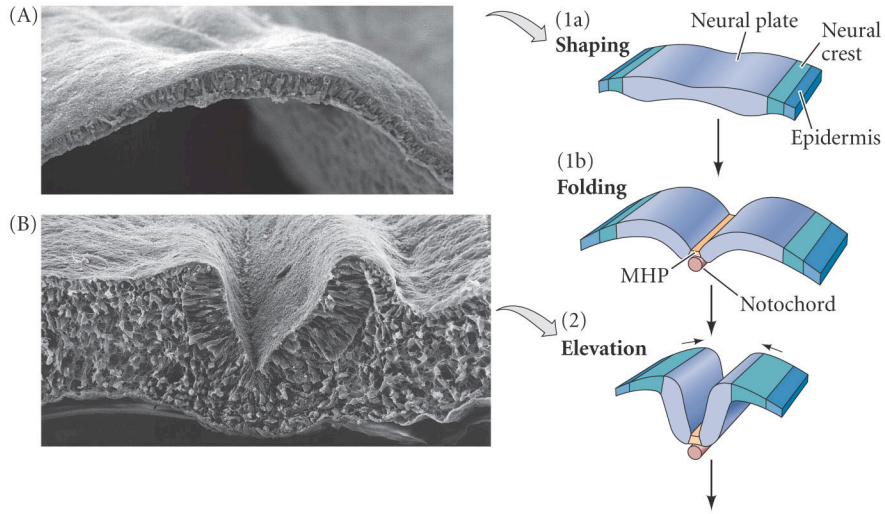 (A)
(1a)
Shaping
Neural plate
Neural
crest
Epidermis
(1b)
Folding
MHP
Notochord
(B)
(2)
Elevation